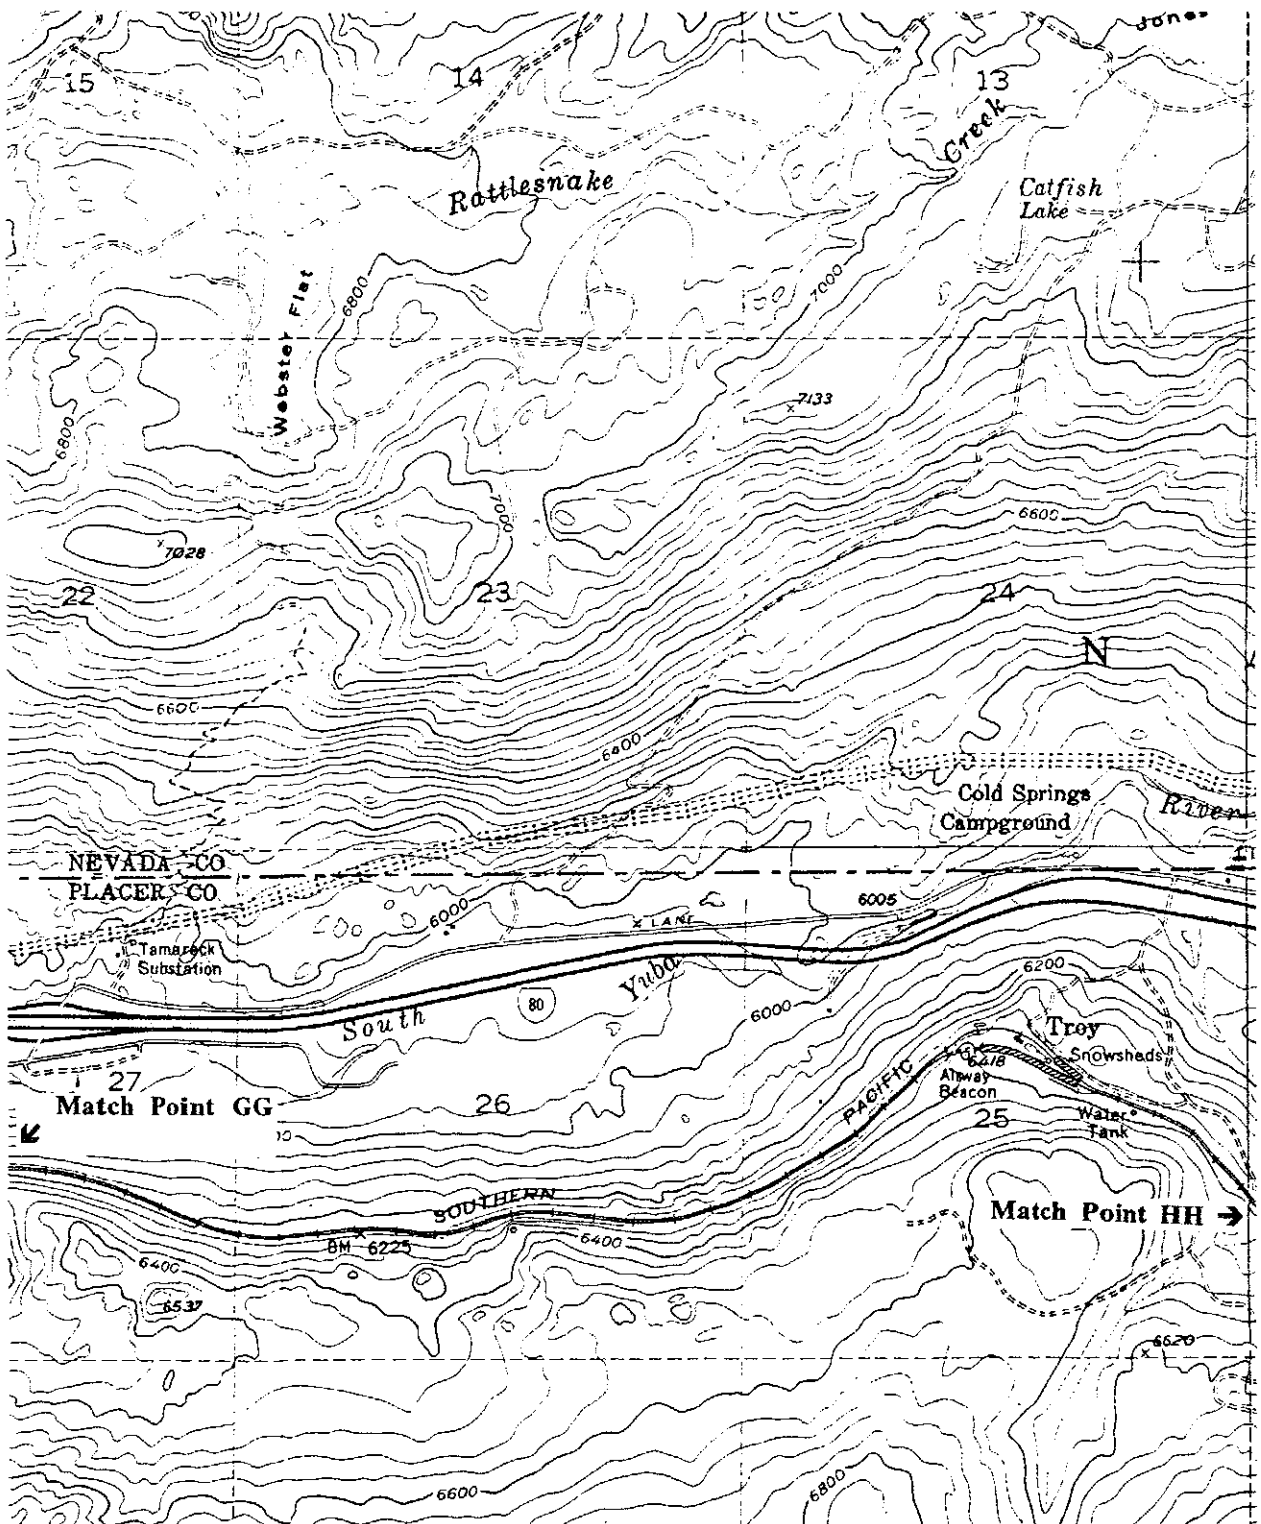 Jones
15
14
13
Creek
Rattlesnake
Catfish
Lake
7000
6800
Webster Flat
7133
6800
7000
6600
7028
22
23
24
N
6600
6400
Cold Springs
Campground
River
NEVADA CO
PLACER CO
6000
6005
LANE
Tamarack
Substation
6200
Yuba
80
South
6000
Troy
Snowsheds
6418
Airway
Beacon
PACIFIC
27
Match Point GG
26
25
Water
Tank
SOUTHERN
Match Point HH
BM 6225
6400
6400
6537
6620
6600
6800